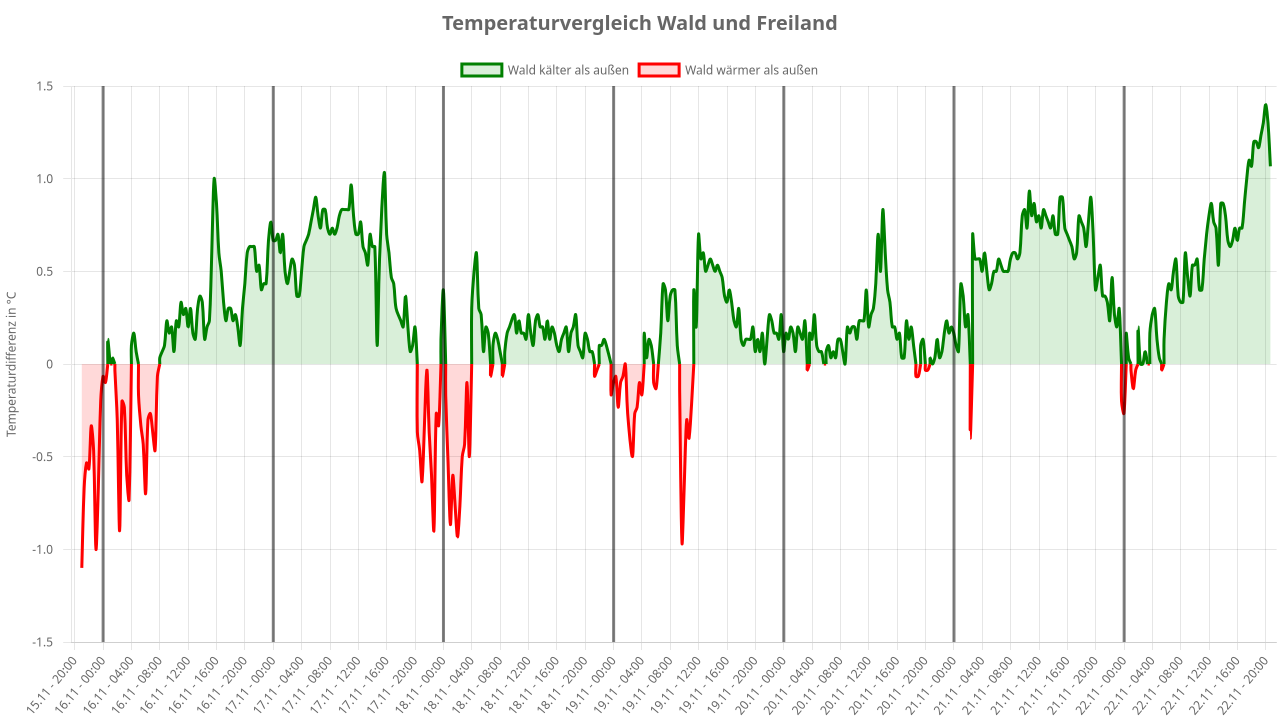 Temperaturvergleich Wald und Freiland
Wald kälter als außen
Wald wärmer als außen
Temperaturdifferenz in °C
1.5
1.0
0.5
0
-0.5
-1.0
-1.5
15.11 - 20:00
16.11 - 00:00
16.11 - 04:00
16.11 - 08:00
16.11 - 12:00
16.11 - 16:00
16.11 - 20:00
17.11 - 00:00
17.11 - 04:00
17.11 - 08:00
17.11 - 12:00
17.11 - 16:00
17.11 - 20:00
18.11 - 00:00
18.11 - 04:00
18.11 - 08:00
18.11 - 12:00
18.11 - 16:00
18.11 - 20:00
19.11 - 00:00
19.11 - 04:00
19.11 - 08:00
19.11 - 12:00
19.11 - 16:00
19.11 - 20:00
20.11 - 00:00
20.11 - 04:00
20.11 - 08:00
20.11 - 12:00
20.11 - 16:00
20.11 - 20:00
21.11 - 00:00
21.11 - 04:00
21.11 - 08:00
21.11 - 12:00
21.11 - 16:00
21.11 - 20:00
22.11 - 00:00
22.11 - 04:00
22.11 - 08:00
22.11 - 12:00
22.11 - 16:00
22.11 - 20:00